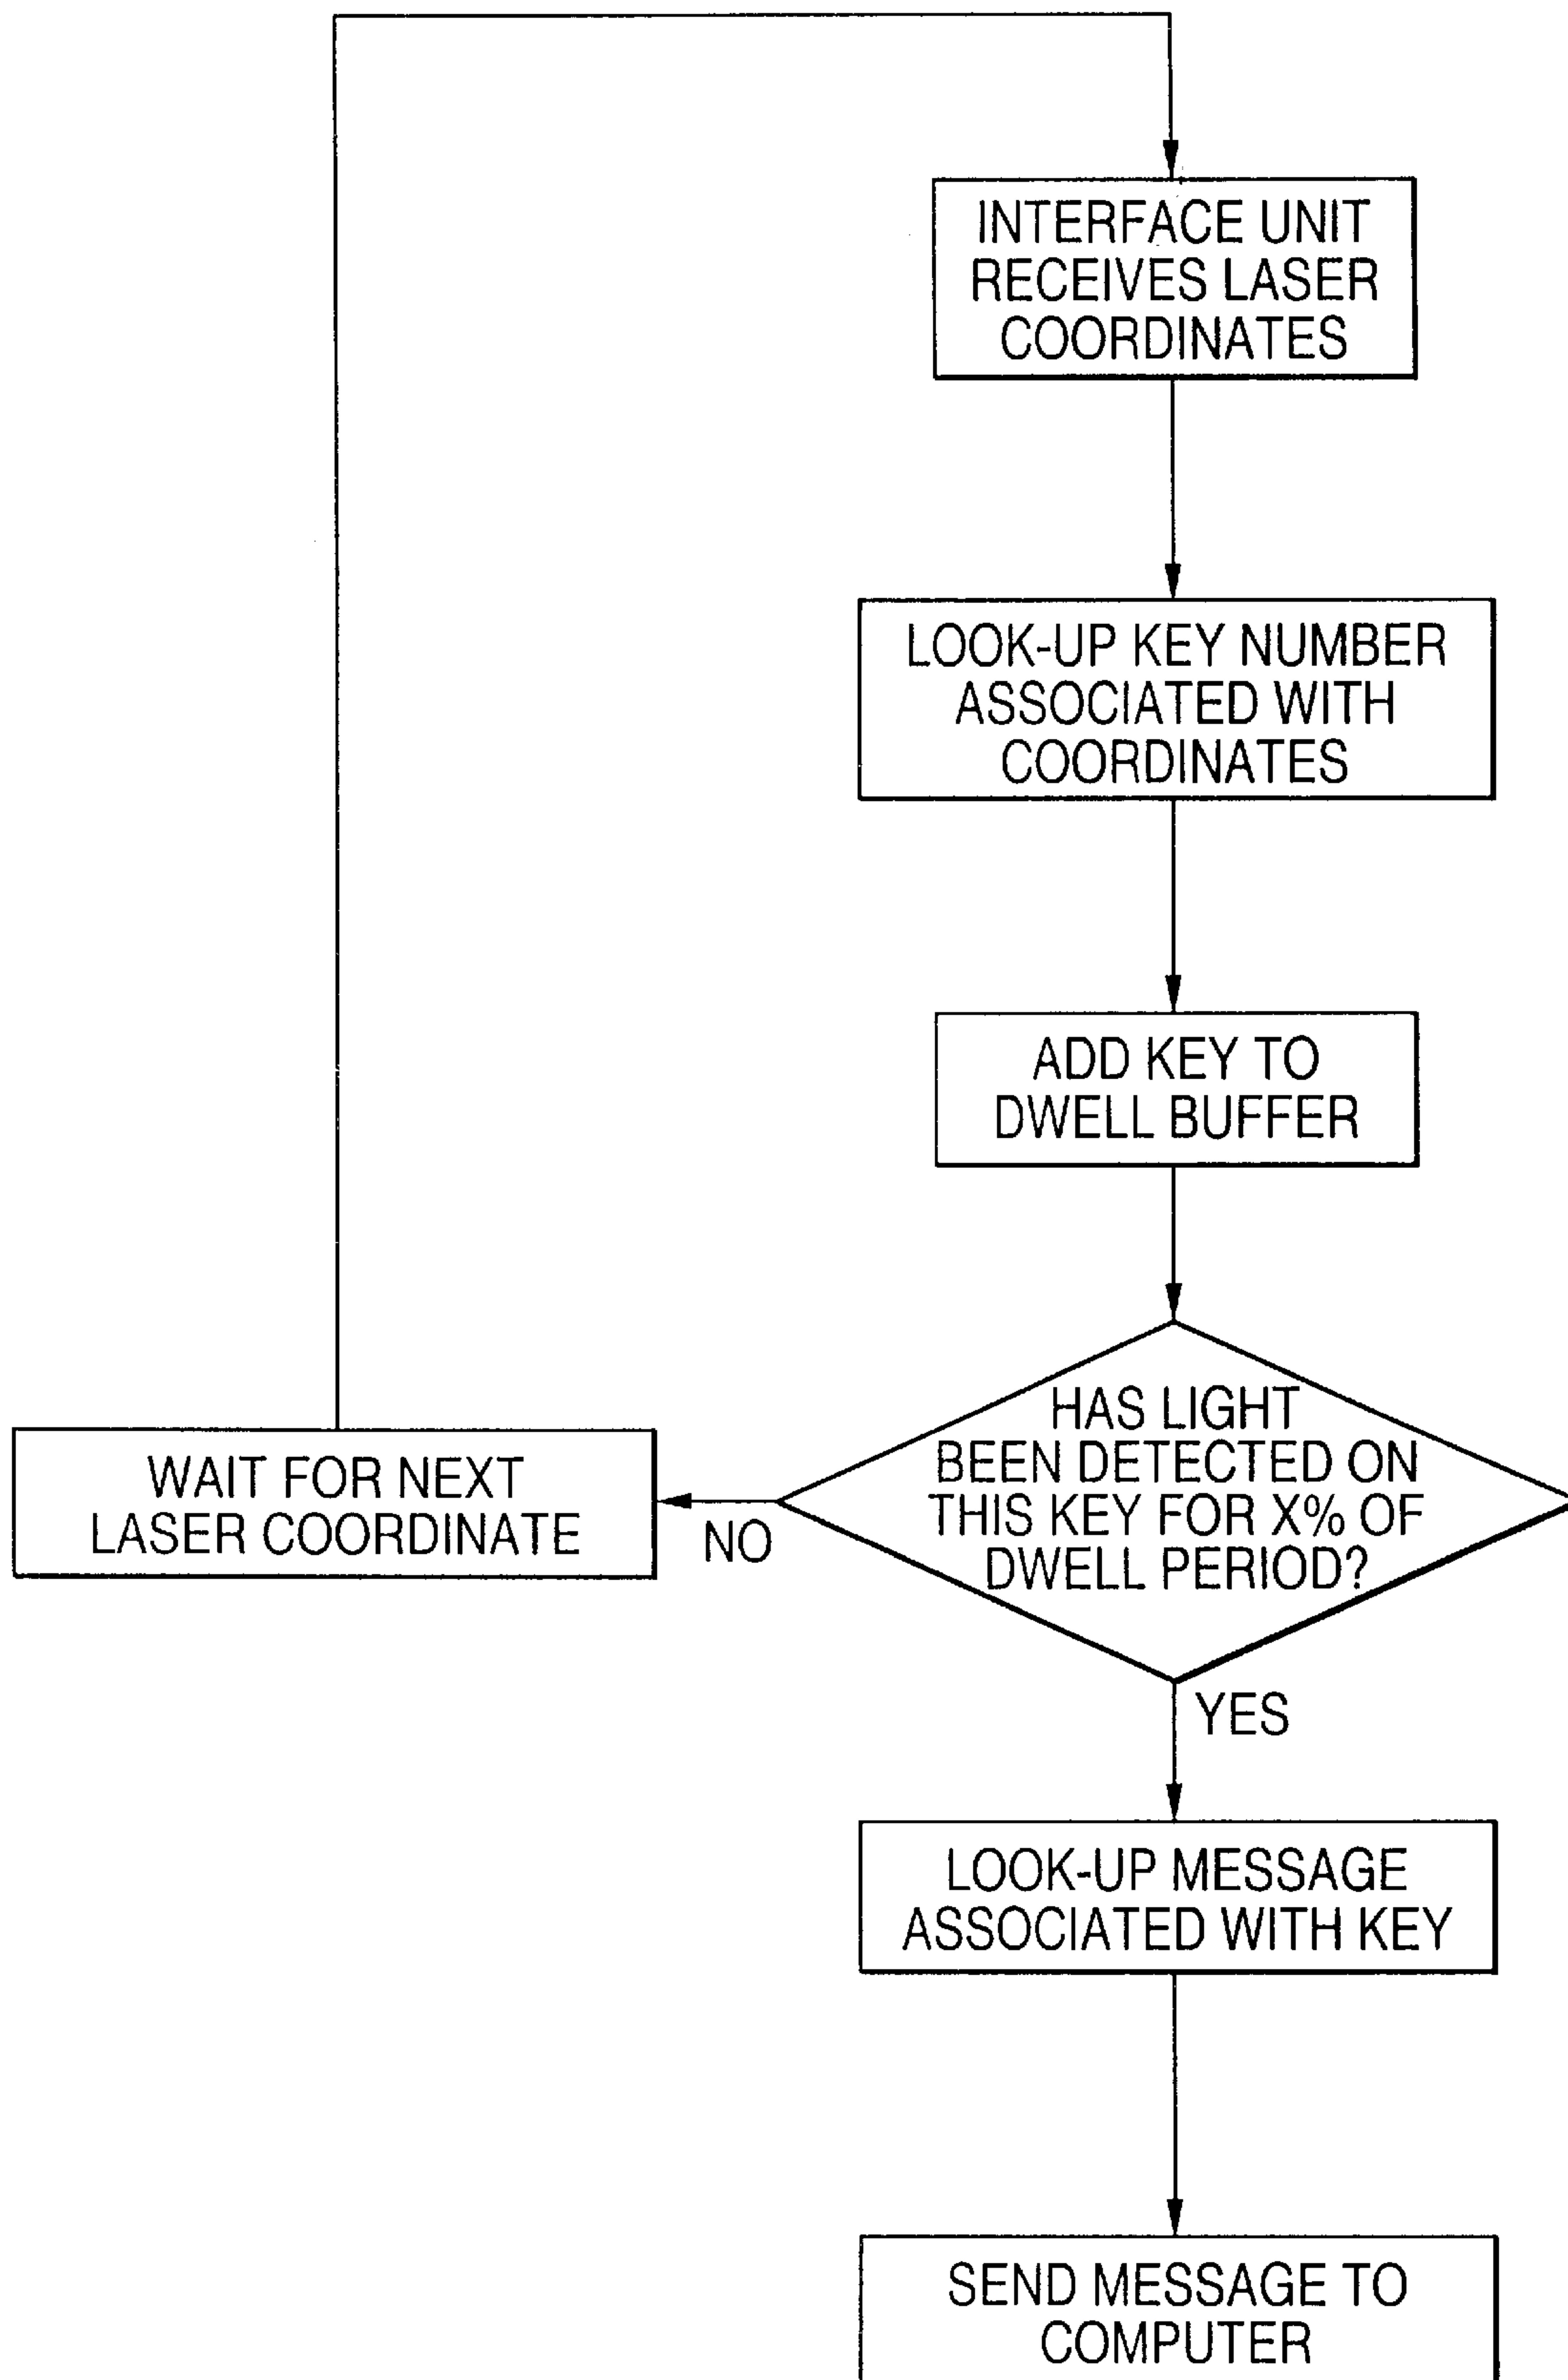 INTERFACE UNIT
RECEIVES LASER
COORDINATES
LOOK-UP KEY NUMBER
ASSOCIATED WITH
COORDINATES
ADD KEY TO
DWELL BUFFER
HAS LIGHT
BEEN DETECTED ON
THIS KEY FOR X% OF
DWELL PERIOD?
NO
WAIT FOR NEXT
LASER COORDINATE
YES
LOOK-UP MESSAGE
ASSOCIATED WITH KEY
SEND MESSAGE TO
COMPUTER